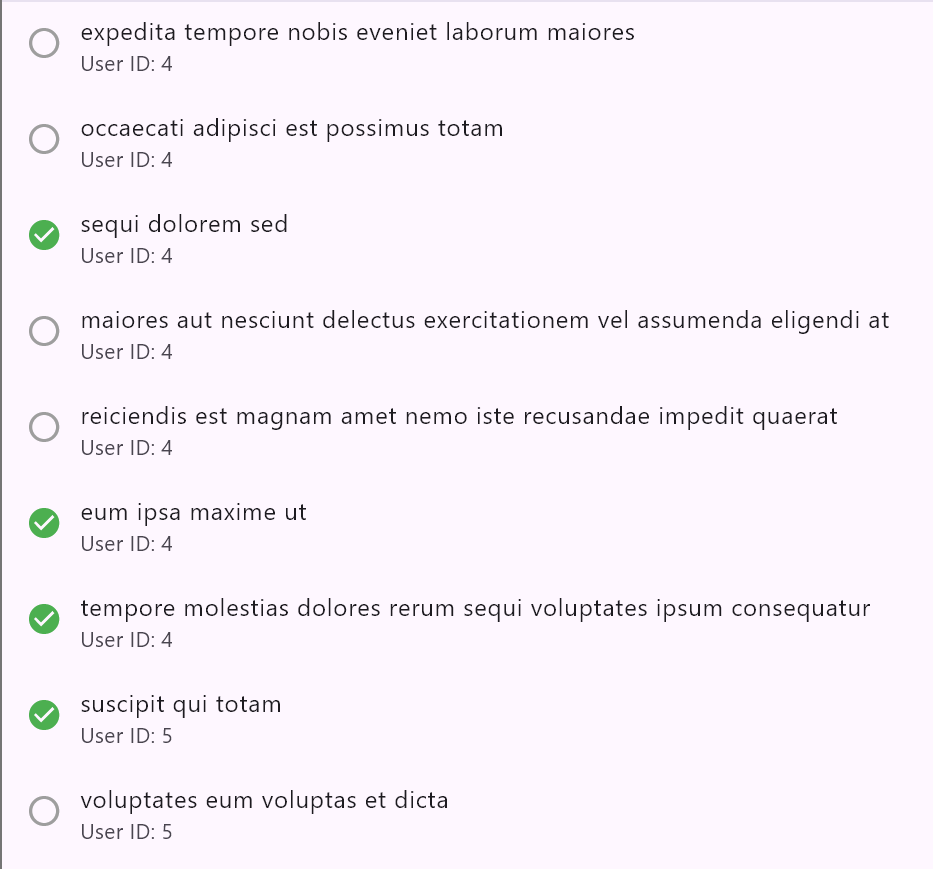 expedita tempore nobis eveniet laborum maiores
User ID: 4
occaecati adipisci est possimus totam
User ID: 4
sequi dolorem sed
User ID: 4
maiores aut nesciunt delectus exercitationem vel assumenda eligendi at
User ID: 4
reiciendis est magnam amet nemo iste recusandae impedit quaerat
User ID: 4
eum ipsa maxime ut
User ID: 4
tempore molestias dolores rerum sequi voluptates ipsum consequatur
User ID: 4
suscipit qui totam
User ID: 5
voluptates eum voluptas et dicta
User ID: 5